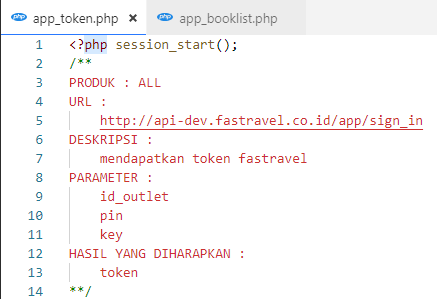 php app_token.php × php app_booklist.php
1 <?php session_start();
2 /**
3 PRODUK : ALL
4 URL :
5 http://api-dev.fastravel.co.id/app/sign_in
6 DESKRIPSI :
7 mendapatkan token fastravel
8 PARAMETER :
9 id_outlet
10 pin
11 key
12 HASIL YANG DIHARAPKAN :
13 token
14 **/